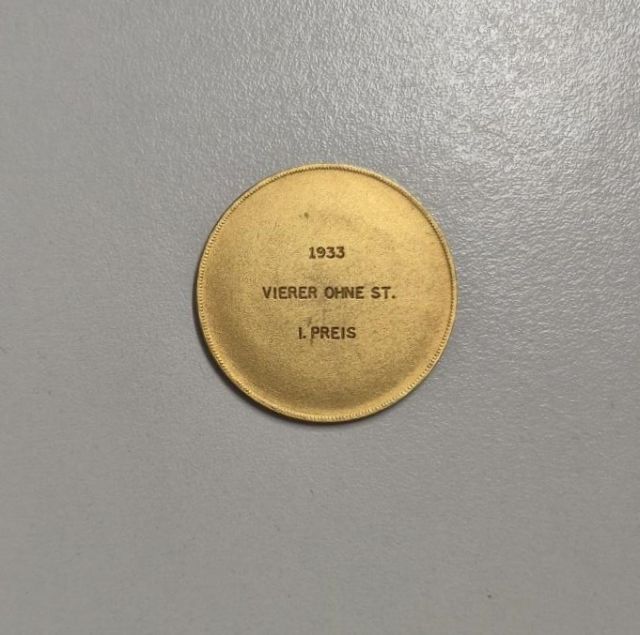 1933
VIERER OHNE ST.
I. PREIS